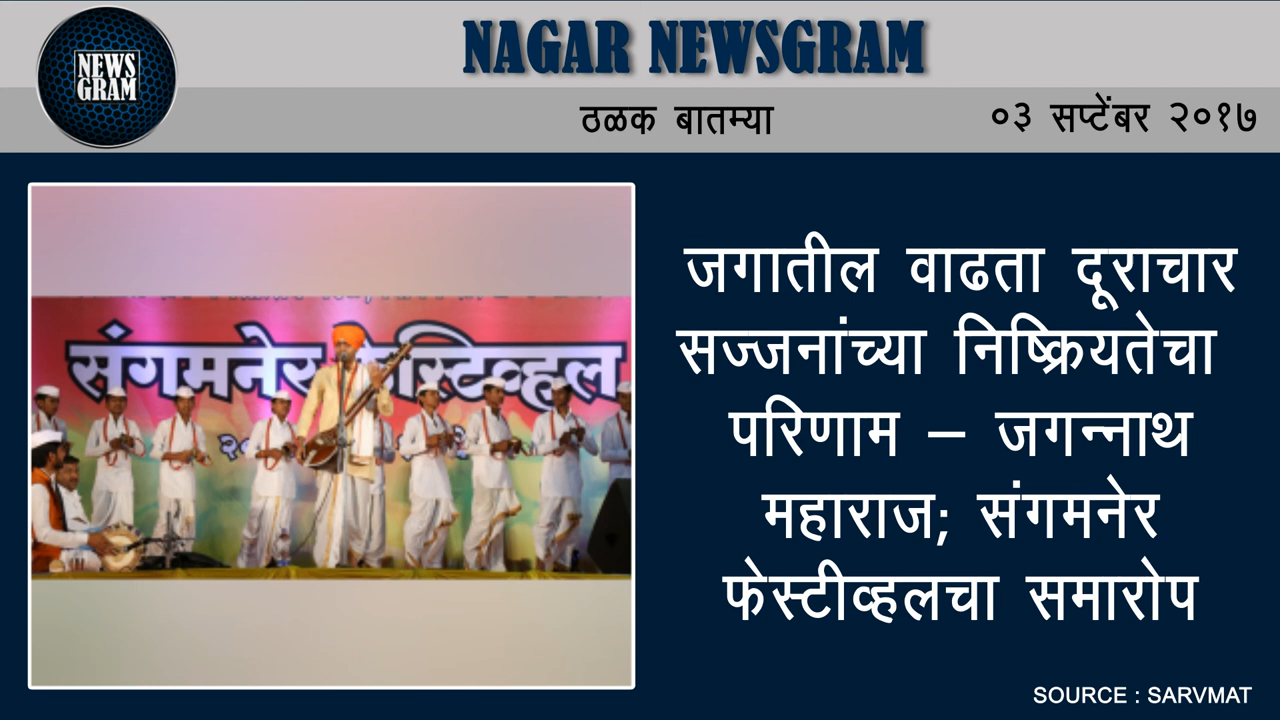 NEWS
GRAM
NAGAR NEWSGRAM
ठळक बातम्या
०३ सप्टेंबर २०१७
संगमनेर
जगातील वाढता दूराचार
सज्जनांच्या निष्क्रियतेचा
परिणाम – जगन्नाथ
महाराज; संगमनेर
फेस्टीव्हलचा समारोप
SOURCE : SARVMAT